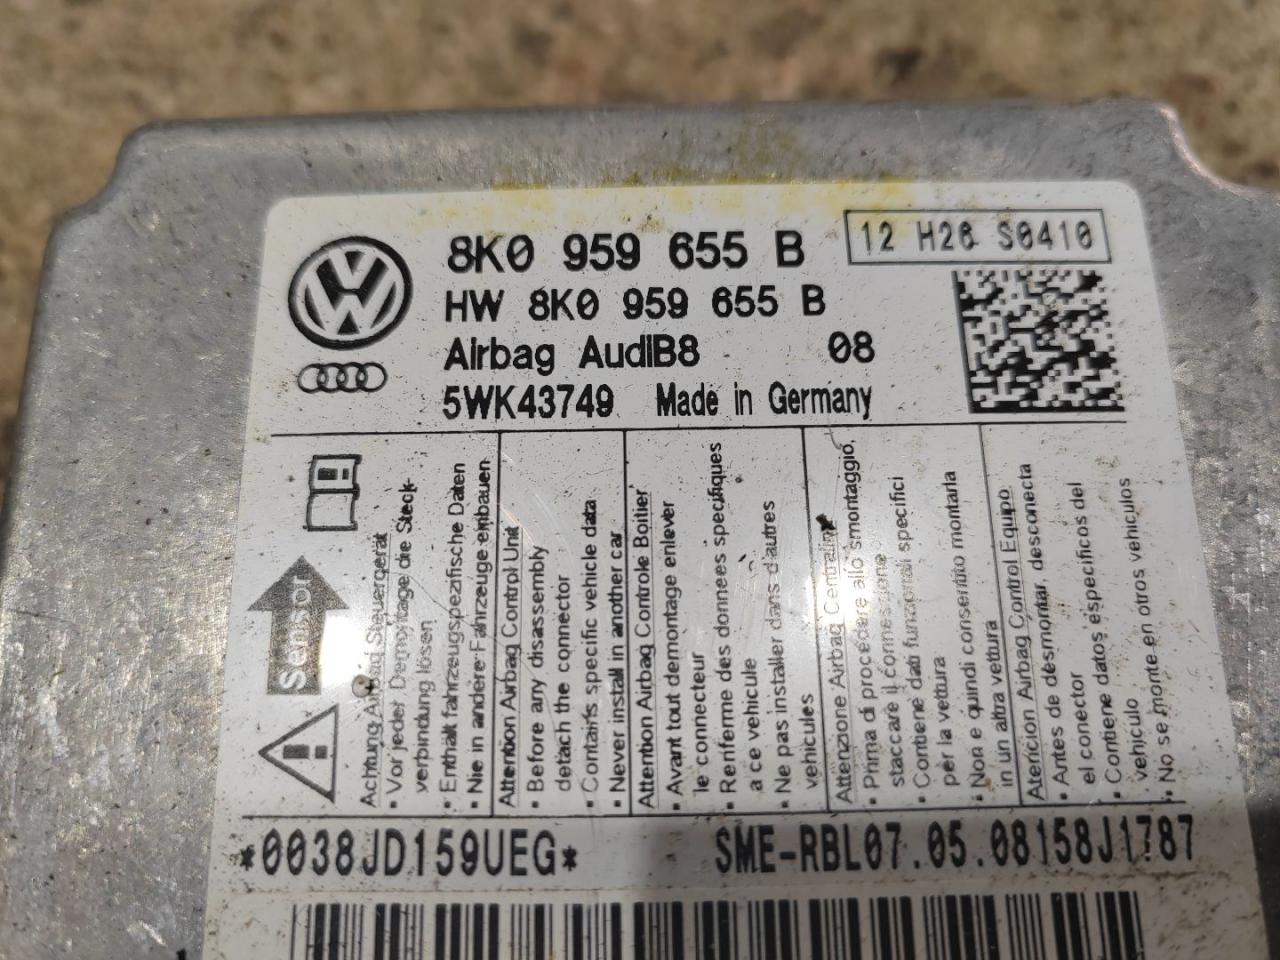 8K0 959 655 B
12 H26 S0410
HW 8K0 959 655 B
Airbag AudiB8 08
5WK43749 Made in Germany
Sensor
Achtung Airbag Steuergerät
• Vor jeder Demontage die Steck-
verbindung lösen
• Enthält fahrzeugspezifische Daten
• Nie in andere Fahrzeuge einbauen
Attention Airbag Control Unit
• Before any disassembly
detach the connector
• Contains specific vehicle data
• Never install in another car
Attention Airbag Controle Boitier
• Avant tout demontage enlever
le connecteur
• Renferme des donnees specifiques
a ce vehicule
• Ne pas installer dans d'autres
vehicules
Attenzione Airbag Centralina
• Prima di procedere allo smontaggio,
staccare il connessione
• Contiene dati funzionali specifici
per la vettura
• Non e quindi consentito montarla
in un altra vettura
Atencion Airbag Control Equipo
• Antes de desmontar, desconecta
el conector
• Contiene datos especificos del
vehiculo
• No se monte en otros vehiculos
*0038JD159UEG* SME-RBL07.05.08158J1787